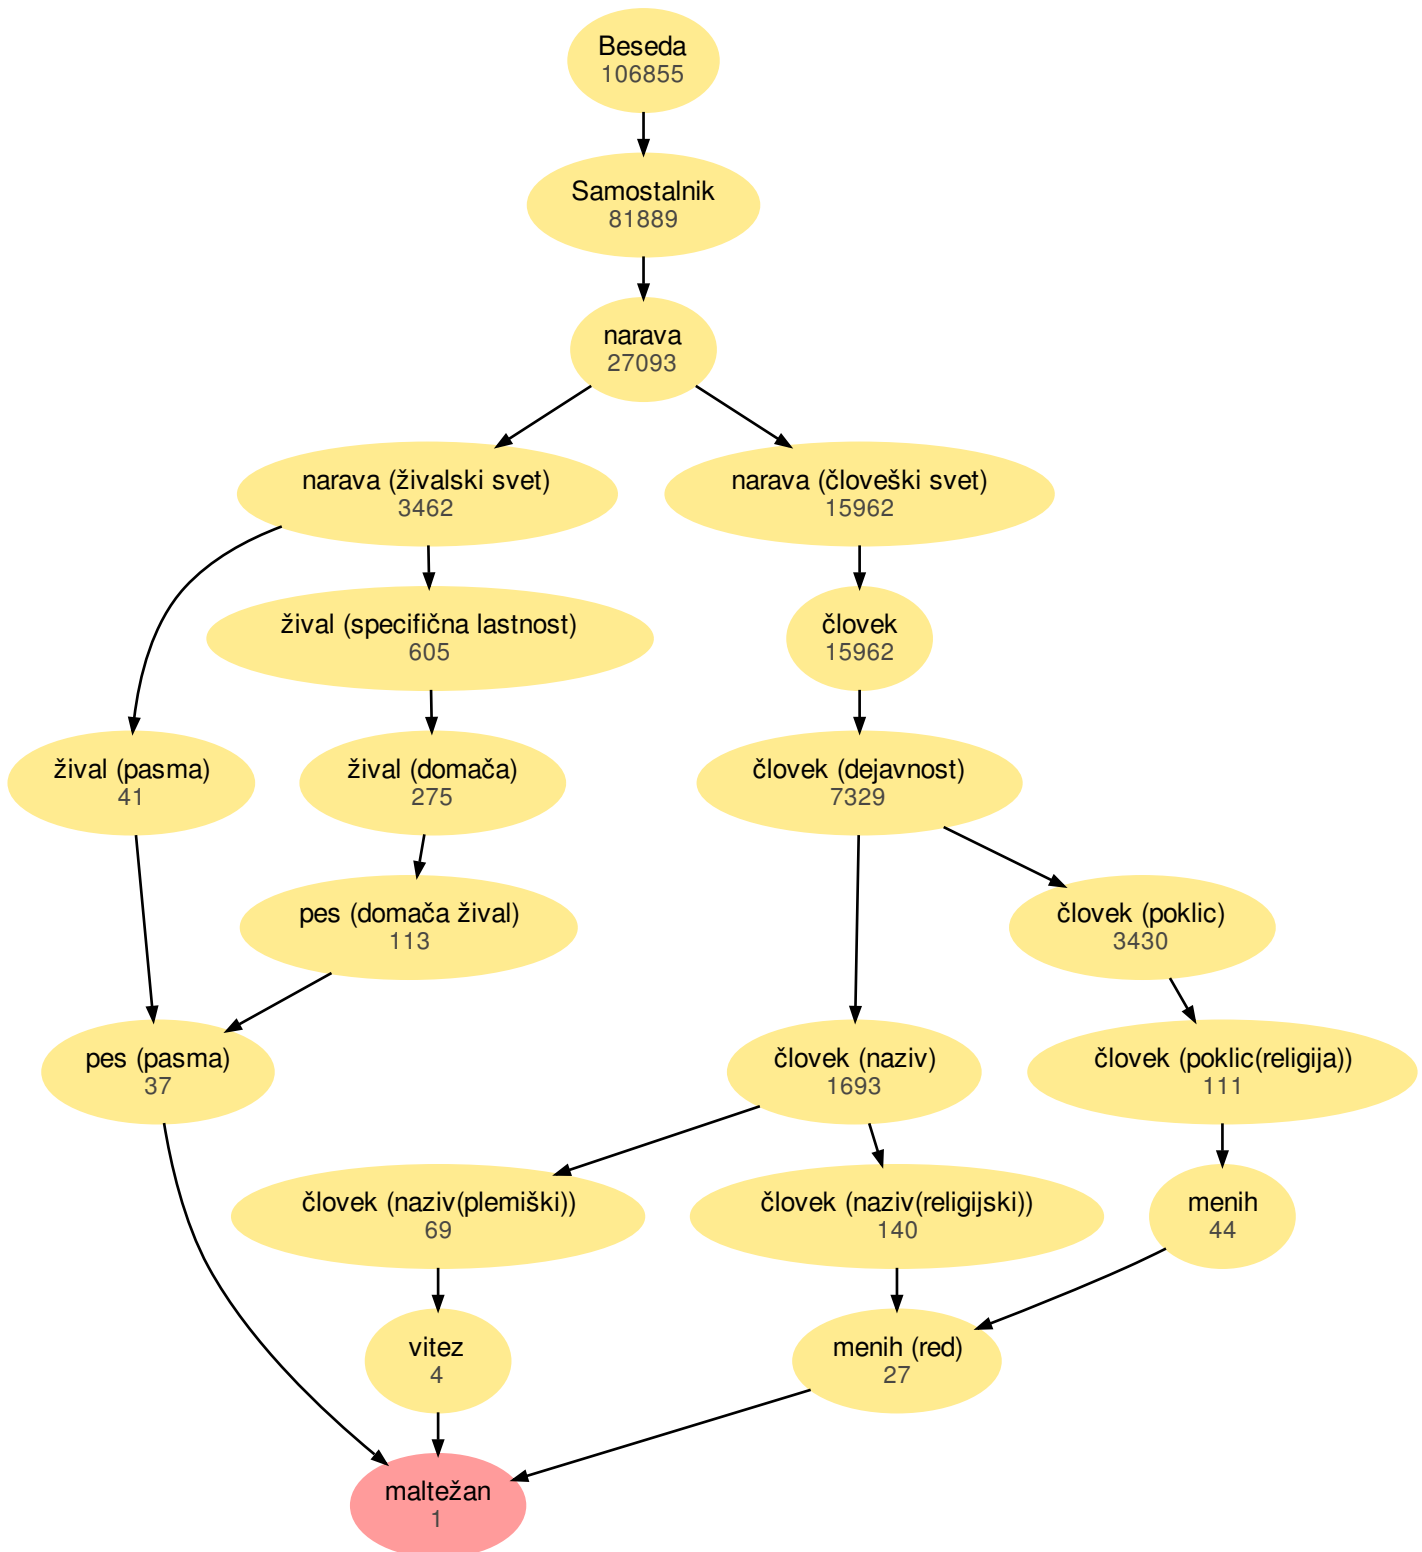 Beseda
106855
Samostalnik
81889
narava
27093
narava (živalski svet)
3462
narava (človeški svet)
15962
žival (specifična lastnost)
605
človek
15962
žival (pasma)
41
žival (domača)
275
človek (dejavnost)
7329
pes (domača žival)
113
človek (poklic)
3430
pes (pasma)
37
človek (naziv)
1693
človek (poklic(religija))
111
človek (naziv(plemiški))
69
človek (naziv(religijski))
140
menih
44
vitez
4
menih (red)
27
maltežan
1